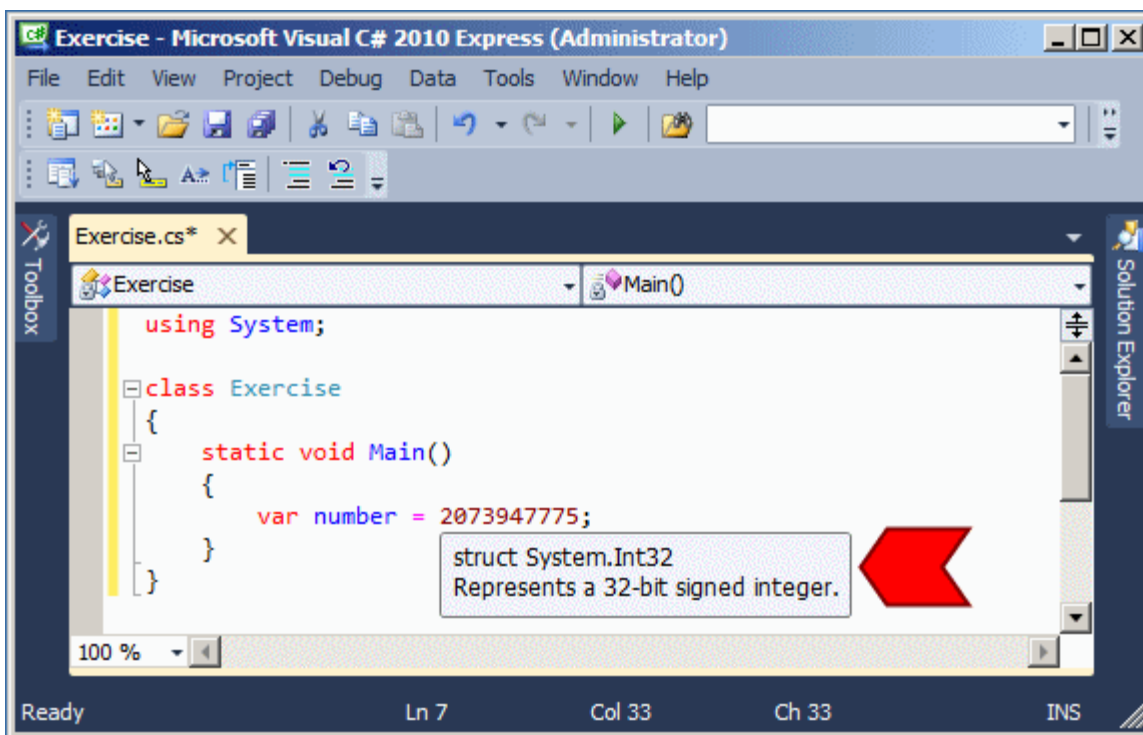 Exercise - Microsoft Visual C# 2010 Express (Administrator)
File Edit View Project Debug Data Tools Window Help
Toolbox
Exercise.cs*
Solution Explorer
Exercise
Main()
using System;
class Exercise
{
static void Main()
{
var number = 2073947775;
}
}
struct System.Int32
Represents a 32-bit signed integer.
100 %
Ready Ln 7 Col 33 Ch 33 INS